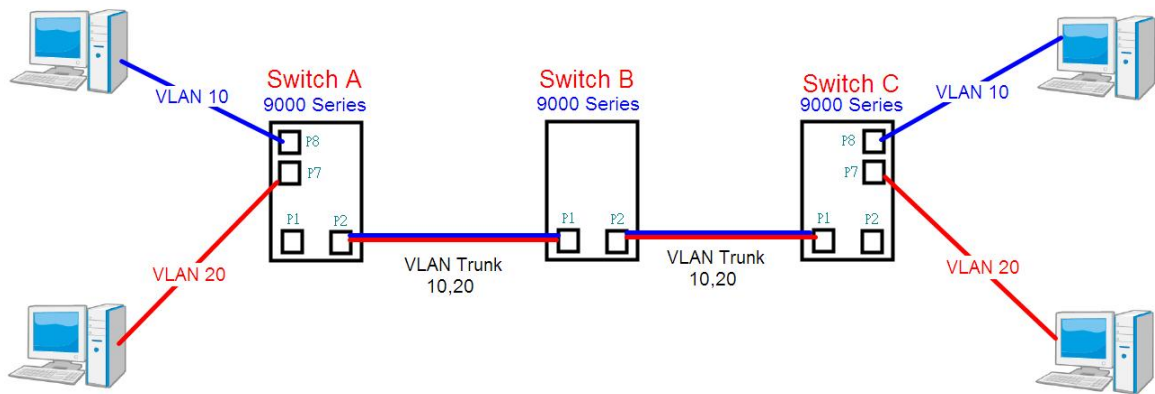 Switch A
9000 Series
Switch B
9000 Series
Switch C
9000 Series
VLAN 10
VLAN 10
P8
P7
P1
P2
P1
P2
P8
P7
P1
P2
VLAN 20
VLAN Trunk
10,20
VLAN Trunk
10,20
VLAN 20